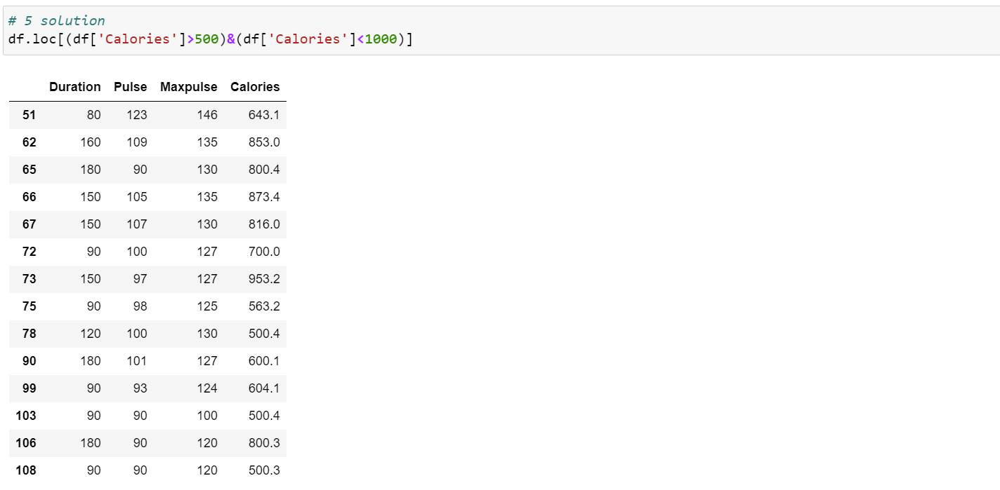 # 5 solution
df.loc[(df['Calories']>500)&(df['Calories']<1000)]
Duration Pulse Maxpulse Calories
51 80 123 146 643.1
62 160 109 135 853.0
65 180 90 130 800.4
66 150 105 135 873.4
67 150 107 130 816.0
72 90 100 127 700.0
73 150 97 127 953.2
75 90 98 125 563.2
78 120 100 130 500.4
90 180 101 127 600.1
99 90 93 124 604.1
103 90 90 100 500.4
106 180 90 120 800.3
108 90 90 120 500.3